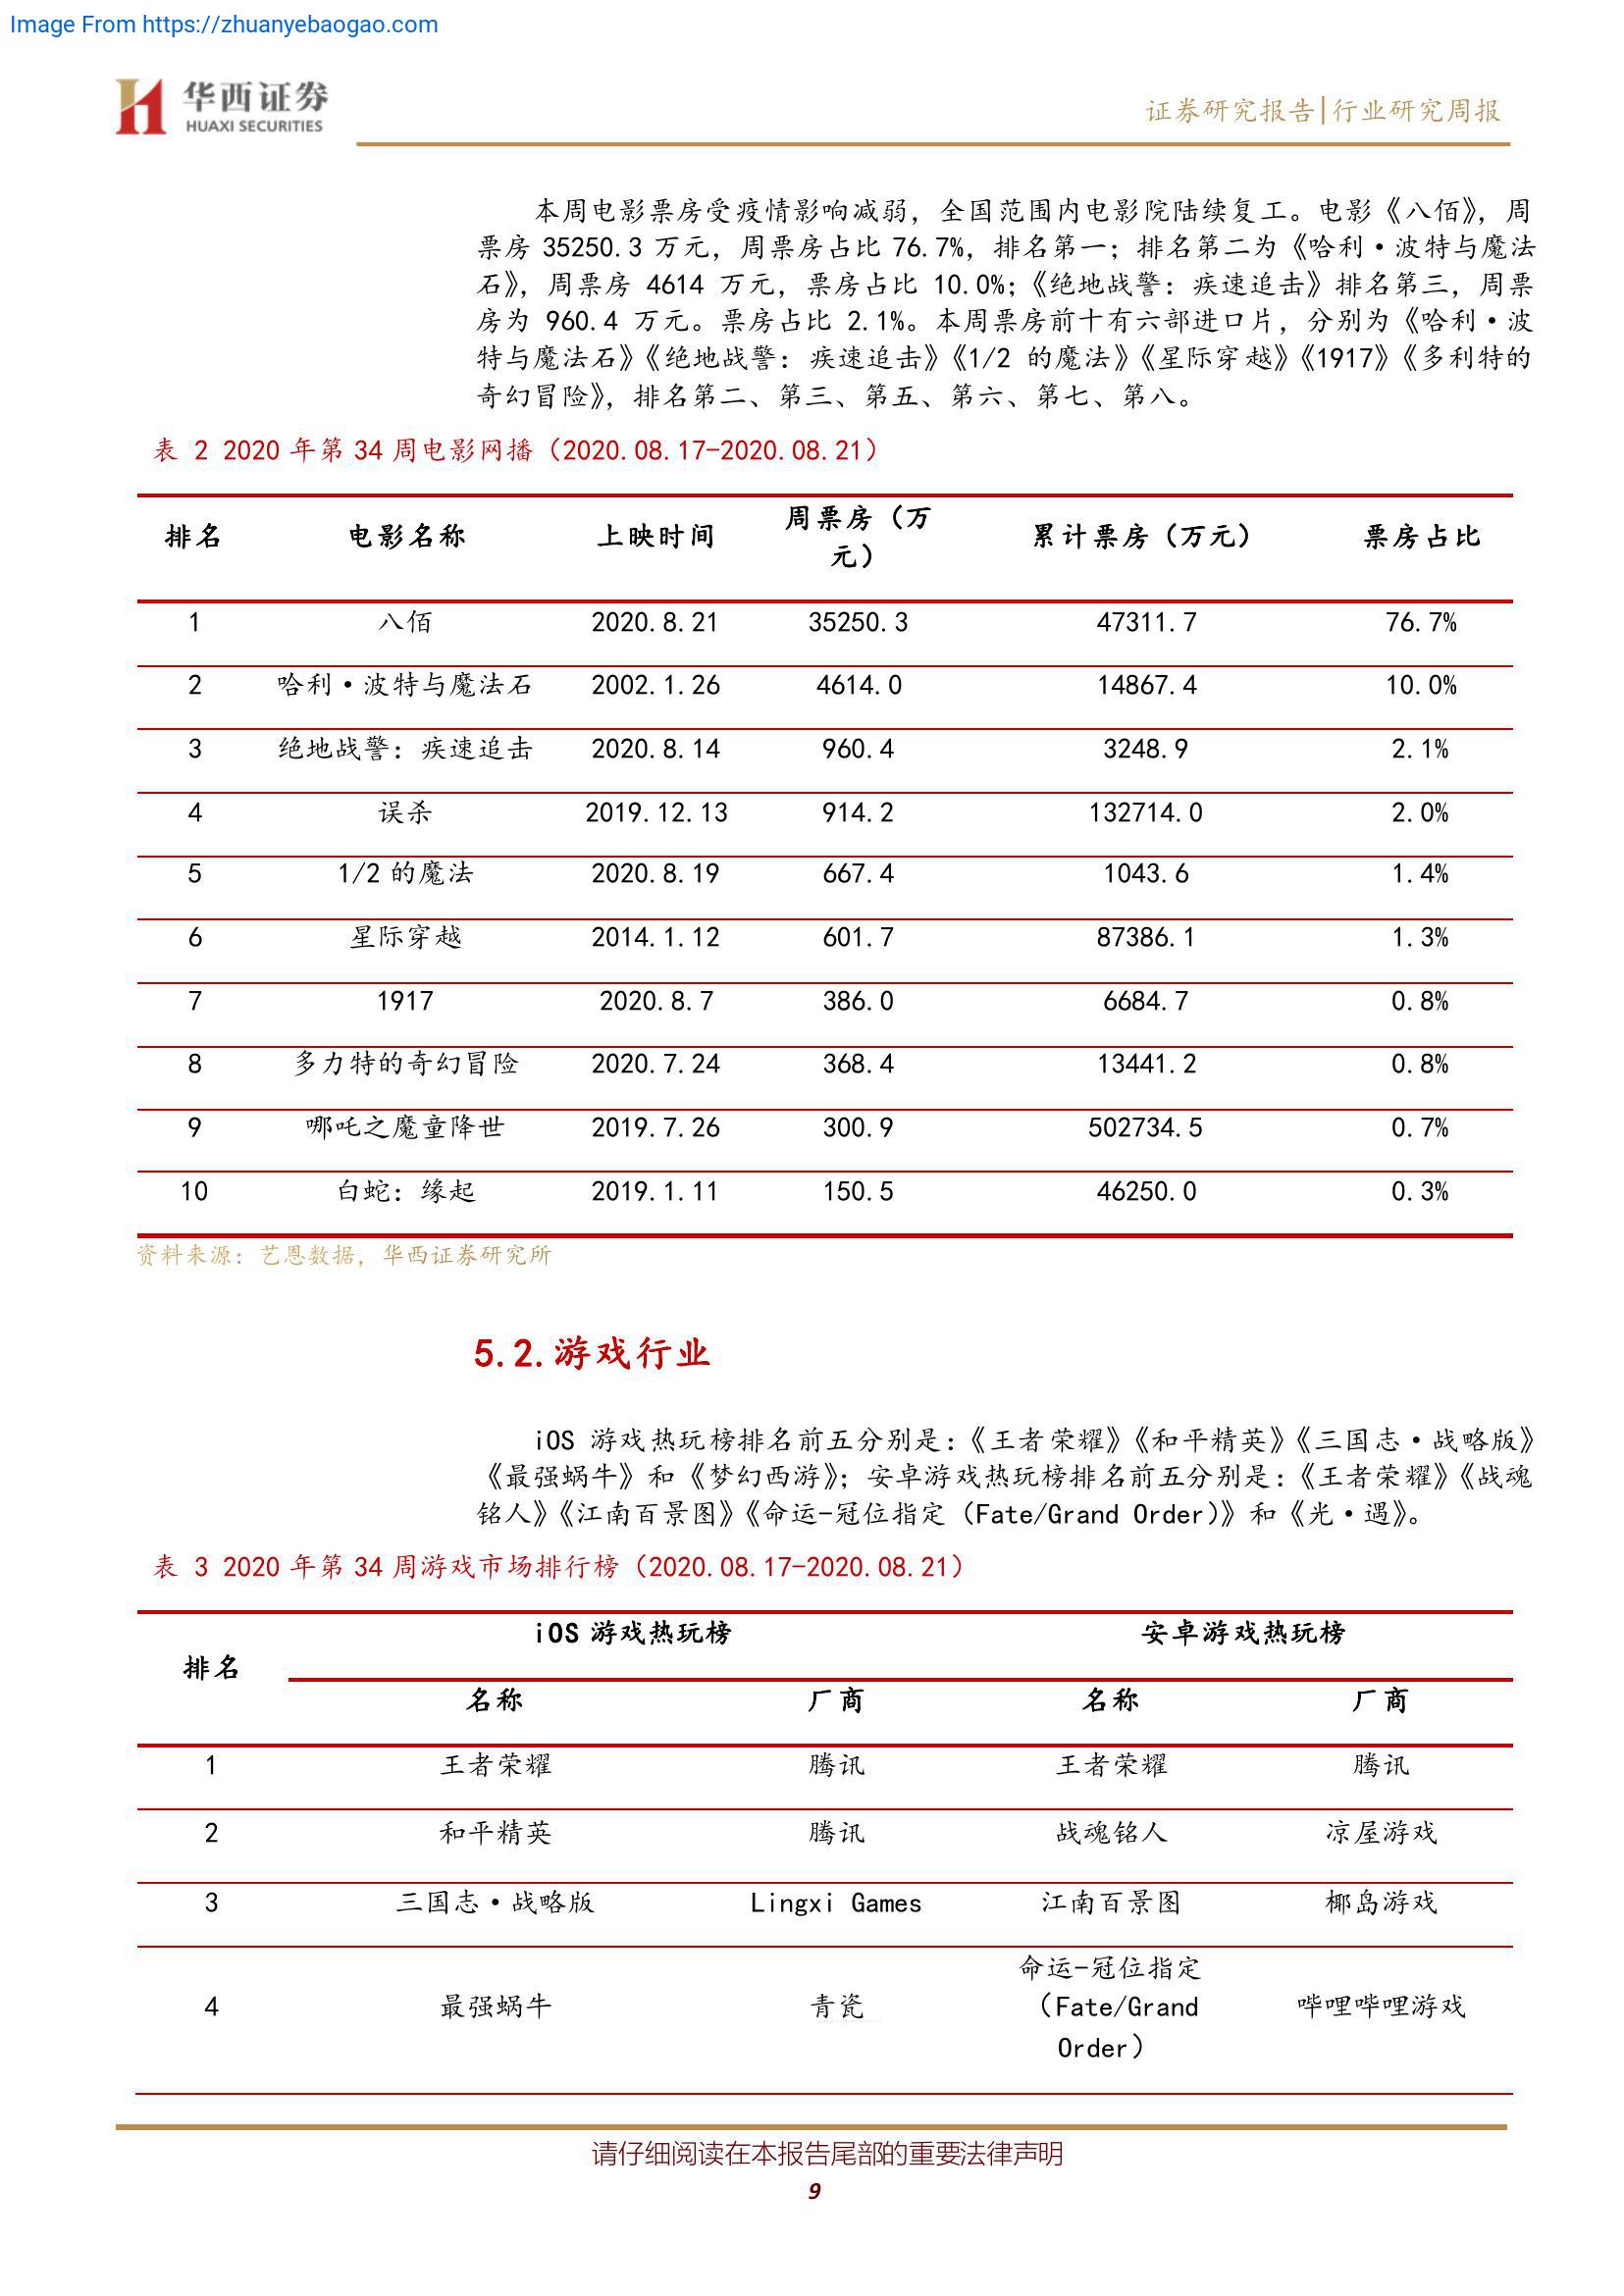 Image From https://zhuanyebaogao.com
华西证券
HUAXI SECURITIES
证券研究报告|行业研究周报
本周电影票房受疫情影响减弱，全国范围内电影院陆续复工。电影《八佰》，周
票房 35250.3 万元，周票房占比 76.7%，排名第一；排名第二为《哈利·波特与魔法
石》，周票房 4614 万元，票房占比 10.0%；《绝地战警：疾速追击》排名第三，周票
房为 960.4 万元。票房占比 2.1%。本周票房前十有六部进口片，分别为《哈利·波
特与魔法石》《绝地战警：疾速追击》《1/2 的魔法》《星际穿越》《1917》《多利特的
奇幻冒险》，排名第二、第三、第五、第六、第七、第八。
表 2 2020 年第 34 周电影网播（2020.08.17-2020.08.21）
排名 电影名称 上映时间 周票房（万元） 累计票房（万元） 票房占比
1 八佰 2020.8.21 35250.3 47311.7 76.7%
2 哈利·波特与魔法石 2002.1.26 4614.0 14867.4 10.0%
3 绝地战警：疾速追击 2020.8.14 960.4 3248.9 2.1%
4 误杀 2019.12.13 914.2 132714.0 2.0%
5 1/2 的魔法 2020.8.19 667.4 1043.6 1.4%
6 星际穿越 2014.1.12 601.7 87386.1 1.3%
7 1917 2020.8.7 386.0 6684.7 0.8%
8 多力特的奇幻冒险 2020.7.24 368.4 13441.2 0.8%
9 哪吒之魔童降世 2019.7.26 300.9 502734.5 0.7%
10 白蛇：缘起 2019.1.11 150.5 46250.0 0.3%
资料来源：艺恩数据，华西证券研究所
5.2.游戏行业
iOS 游戏热玩榜排名前五分别是：《王者荣耀》《和平精英》《三国志·战略版》
《最强蜗牛》和《梦幻西游》；安卓游戏热玩榜排名前五分别是：《王者荣耀》《战魂
铭人》《江南百景图》《命运-冠位指定（Fate/Grand Order)》和《光·遇》。
表 3 2020 年第 34 周游戏市场排行榜（2020.08.17-2020.08.21）
排名 iOS 游戏热玩榜 安卓游戏热玩榜
名称 厂商 名称 厂商
1 王者荣耀 腾讯 王者荣耀 腾讯
2 和平精英 腾讯 战魂铭人 凉屋游戏
3 三国志·战略版 Lingxi Games 江南百景图 椰岛游戏
4 最强蜗牛 青瓷 命运-冠位指定（Fate/Grand Order） 哔哩哔哩游戏
请仔细阅读在本报告尾部的重要法律声明
9